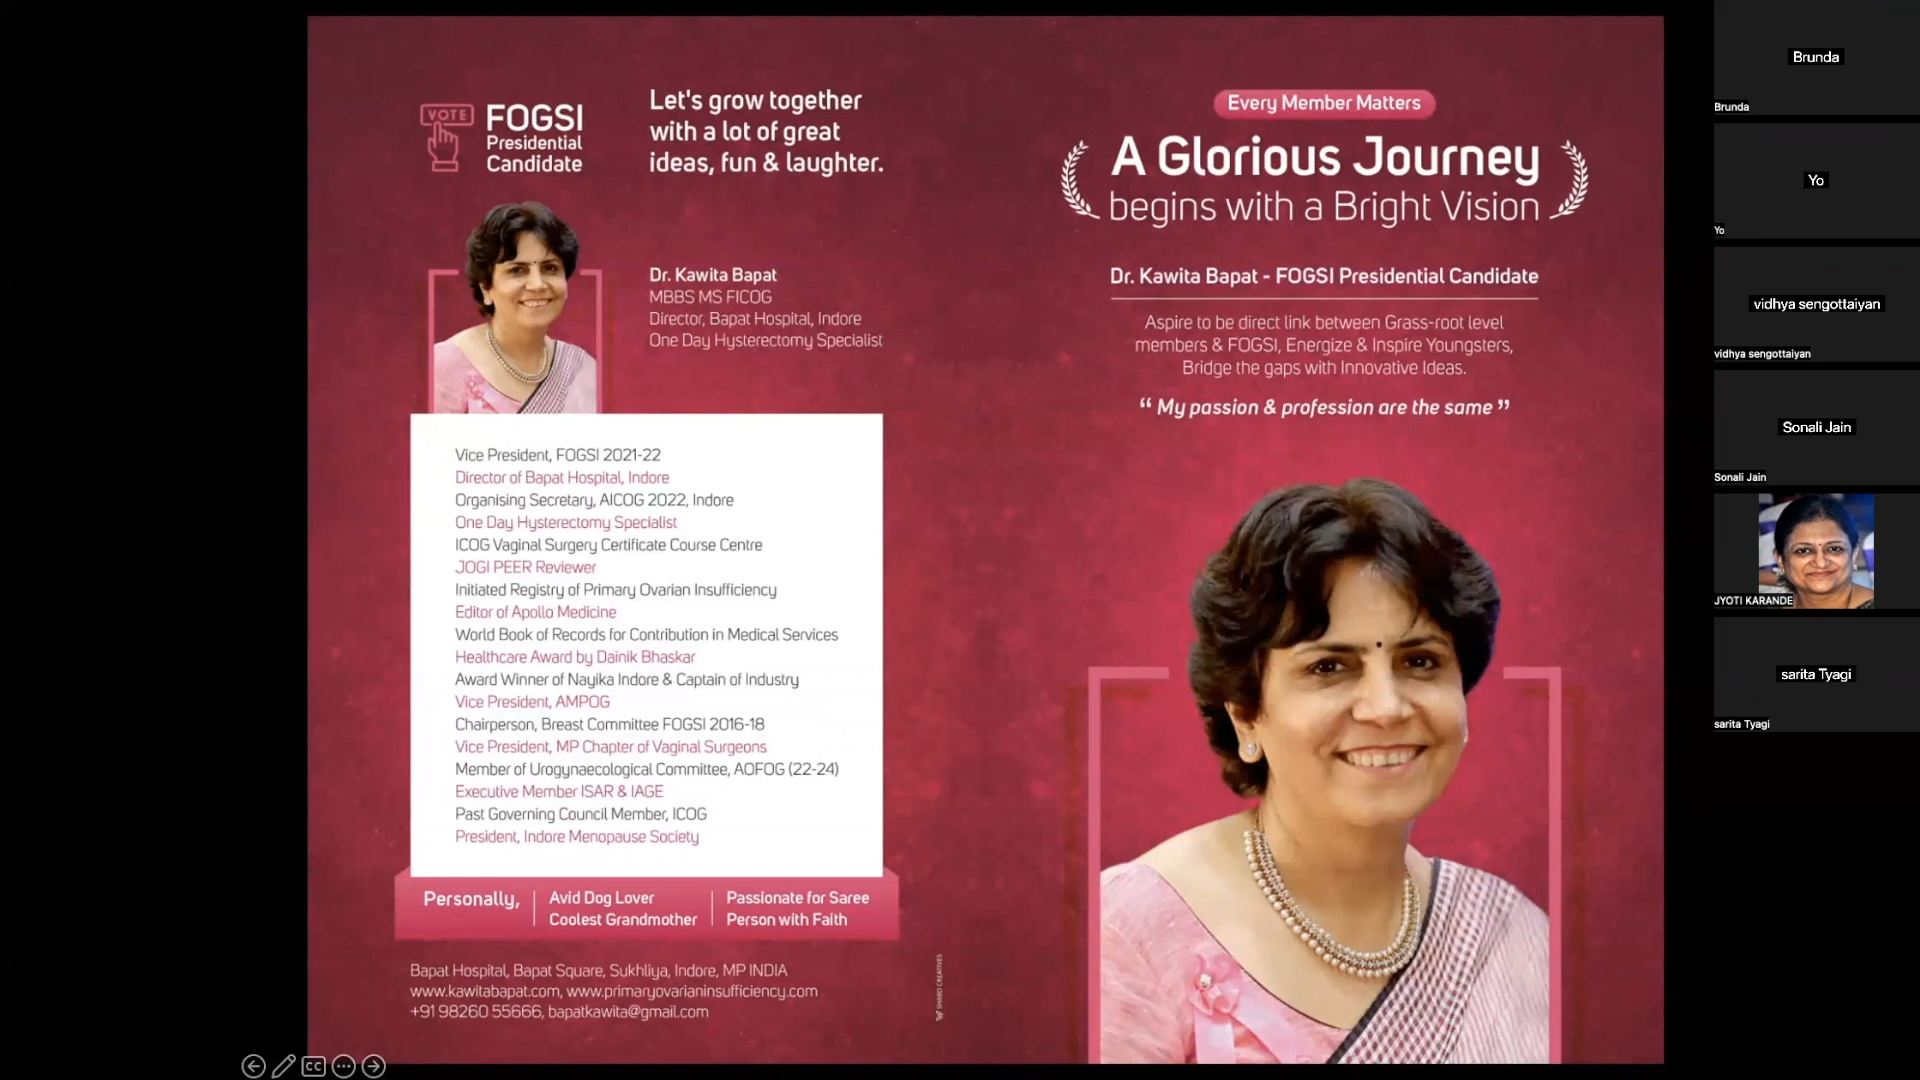 VOTE
FOGSI
Presidential
Candidate
Let's grow together
with a lot of great
ideas, fun & laughter.
Dr. Kawita Bapat
MBBS MS FICOG
Director, Bapat Hospital, Indore
One Day Hysterectomy Specialist
Vice President, FOGSI 2021-22
Director of Bapat Hospital, Indore
Organising Secretary, AICOG 2022, Indore
One Day Hysterectomy Specialist
ICOG Vaginal Surgery Certificate Course Centre
JOGI PEER Reviewer
Initiated Registry of Primary Ovarian Insufficiency
Editor of Apollo Medicine
World Book of Records for Contribution in Medical Services
Healthcare Award by Dainik Bhaskar
Award Winner of Nayika Indore & Captain of Industry
Vice President, AMPOG
Chairperson, Breast Committee FOGSI 2016-18
Vice President, MP Chapter of Vaginal Surgeons
Member of Urogynaecological Committee, AOFOG (22-24)
Executive Member ISAR & IAGE
Past Governing Council Member, ICOG
President, Indore Menopause Society
Personally,
Avid Dog Lover
Coolest Grandmother
Passionate for Saree
Person with Faith
Bapat Hospital, Bapat Square, Sukhliya, Indore, MP INDIA
www.kawitabapat.com, www.primaryovarianinsufficiency.com
+91 98260 55666, bapatkawita@gmail.com
SHARD CREATIVES
Every Member Matters
A Glorious Journey
begins with a Bright Vision
Dr. Kawita Bapat - FOGSI Presidential Candidate
Aspire to be direct link between Grass-root level
members & FOGSI, Energize & Inspire Youngsters,
Bridge the gaps with Innovative Ideas.
“ My passion & profession are the same ”
CC
Brunda
Brunda
Yo
Yo
vidhya sengottaiyan
vidhya sengottaiyan
Sonali Jain
Sonali Jain
JYOTI KARANDE
sarita Tyagi
sarita Tyagi